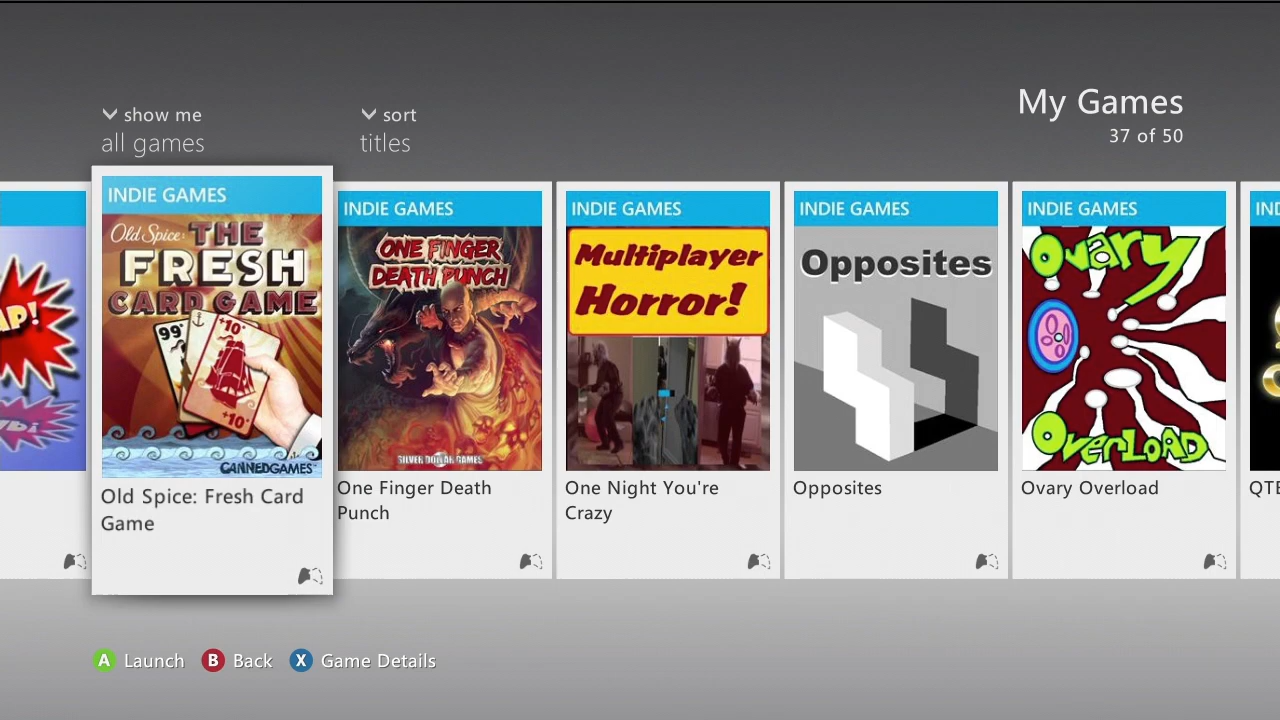 show me
all games
sort
titles
My Games
37 of 50
AP!
INDIE GAMES
Old Spice: THE
FRESH
CARD GAME
99
+10
+10
CANNEDGAMES
Old Spice: Fresh Card
Game
INDIE GAMES
ONE FINGER
DEATH PUNCH
SILVER DOLLAR GAMES
One Finger Death
Punch
INDIE GAMES
Multiplayer
Horror!
One Night You're
Crazy
INDIE GAMES
Opposites
Opposites
INDIE GAMES
Ovary
OverLOAD
Ovary Overload
IND
QTE
A Launch
B Back
X Game Details